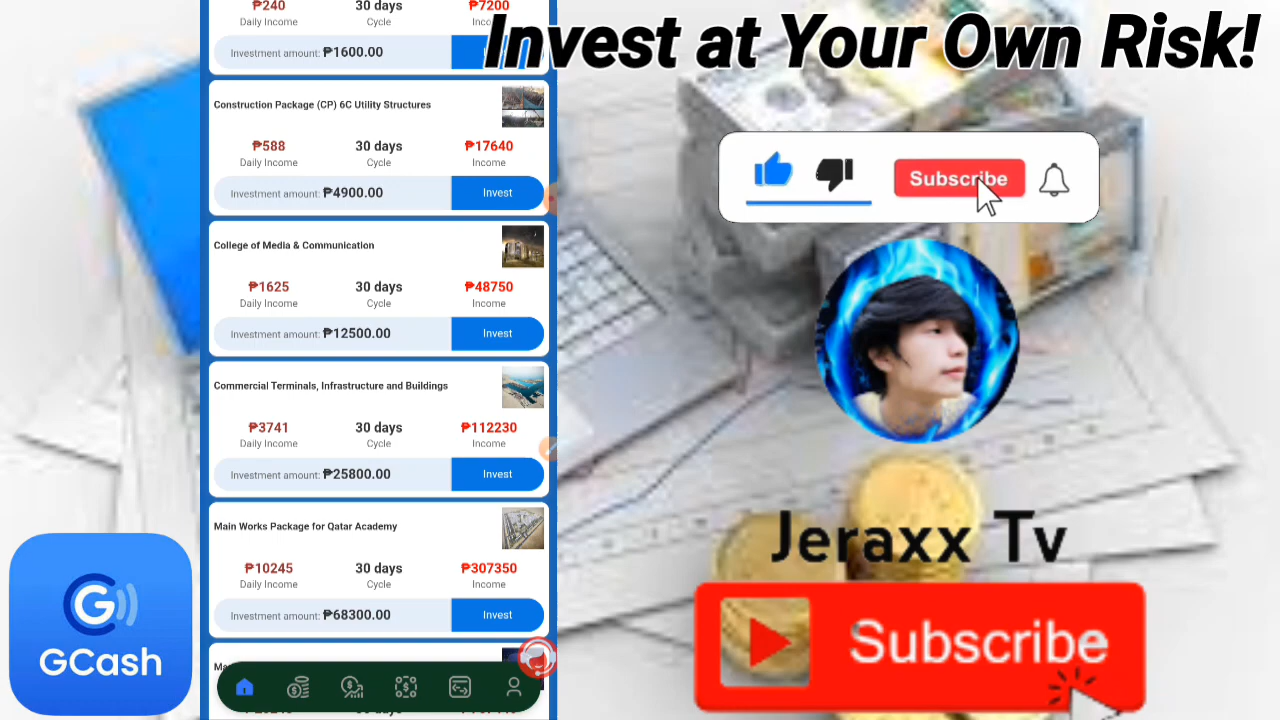 Invest at Your Own Risk!
₱240 30 days ₱7200
Daily Income Cycle Income
Investment amount: ₱1600.00
Construction Package (CP) 6C Utility Structures
₱588 30 days ₱17640
Daily Income Cycle Income
Investment amount: ₱4900.00 Invest
College of Media & Communication
₱1625 30 days ₱48750
Daily Income Cycle Income
Investment amount: ₱12500.00 Invest
Commercial Terminals, Infrastructure and Buildings
₱3741 30 days ₱112230
Daily Income Cycle Income
Investment amount: ₱25800.00 Invest
Main Works Package for Qatar Academy
₱10245 30 days ₱307350
Daily Income Cycle Income
Investment amount: ₱68300.00 Invest
GCash
Subscribe
Jeraxx Tv
Subscribe